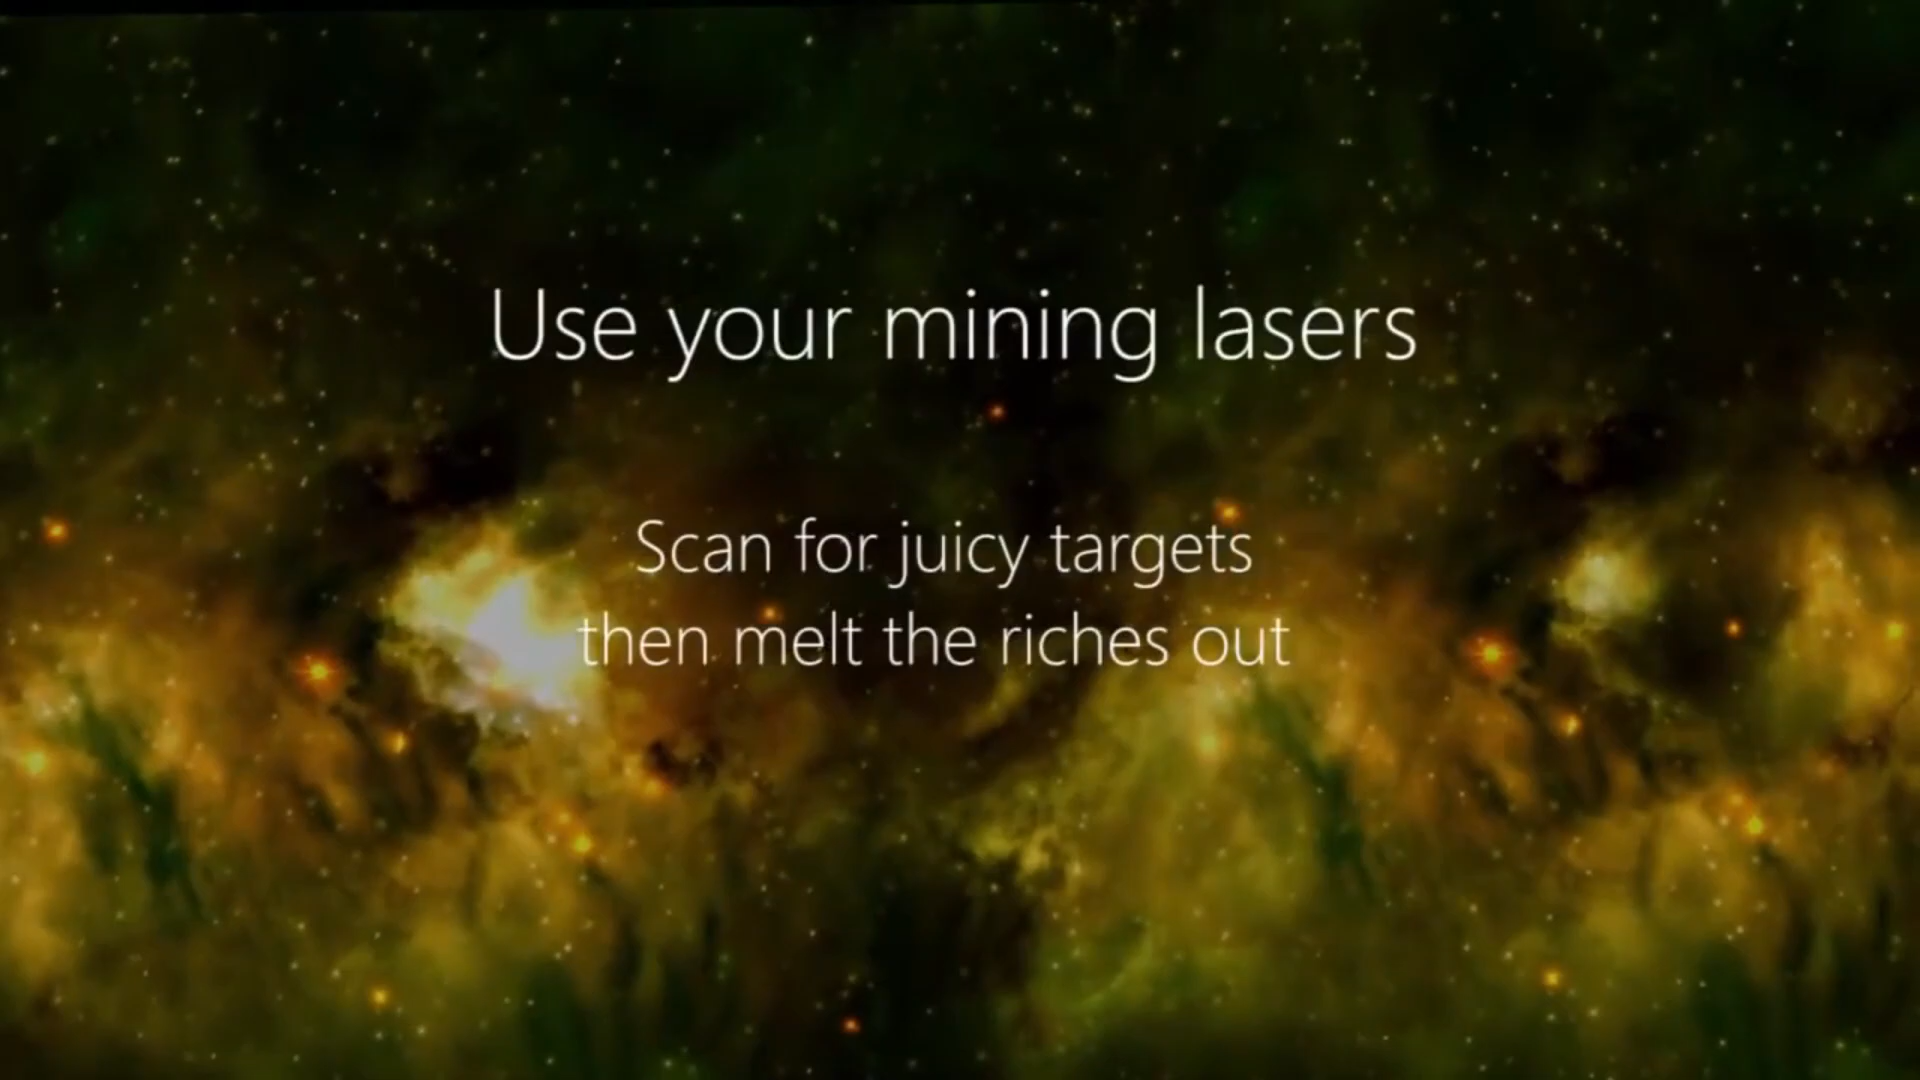 Use your mining lasers
Scan for juicy targets
then melt the riches out